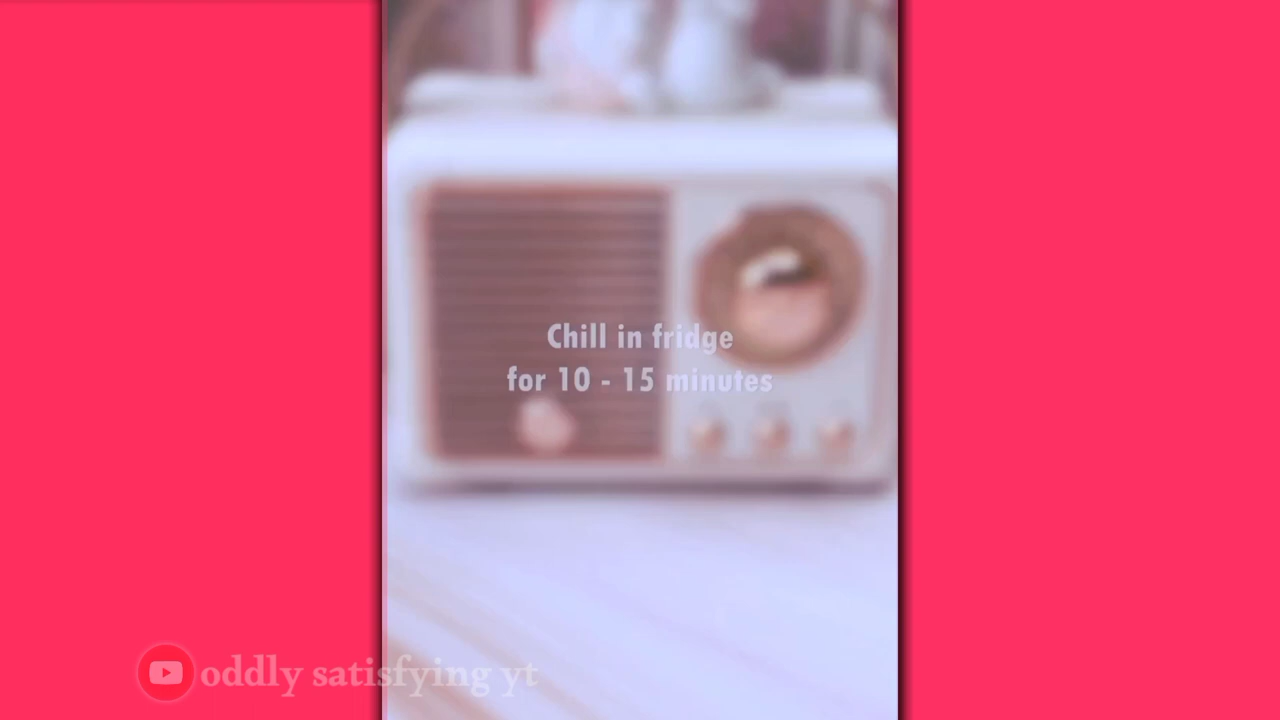 Chill in fridge
for 10 - 15 minutes
oddly satisfying yt